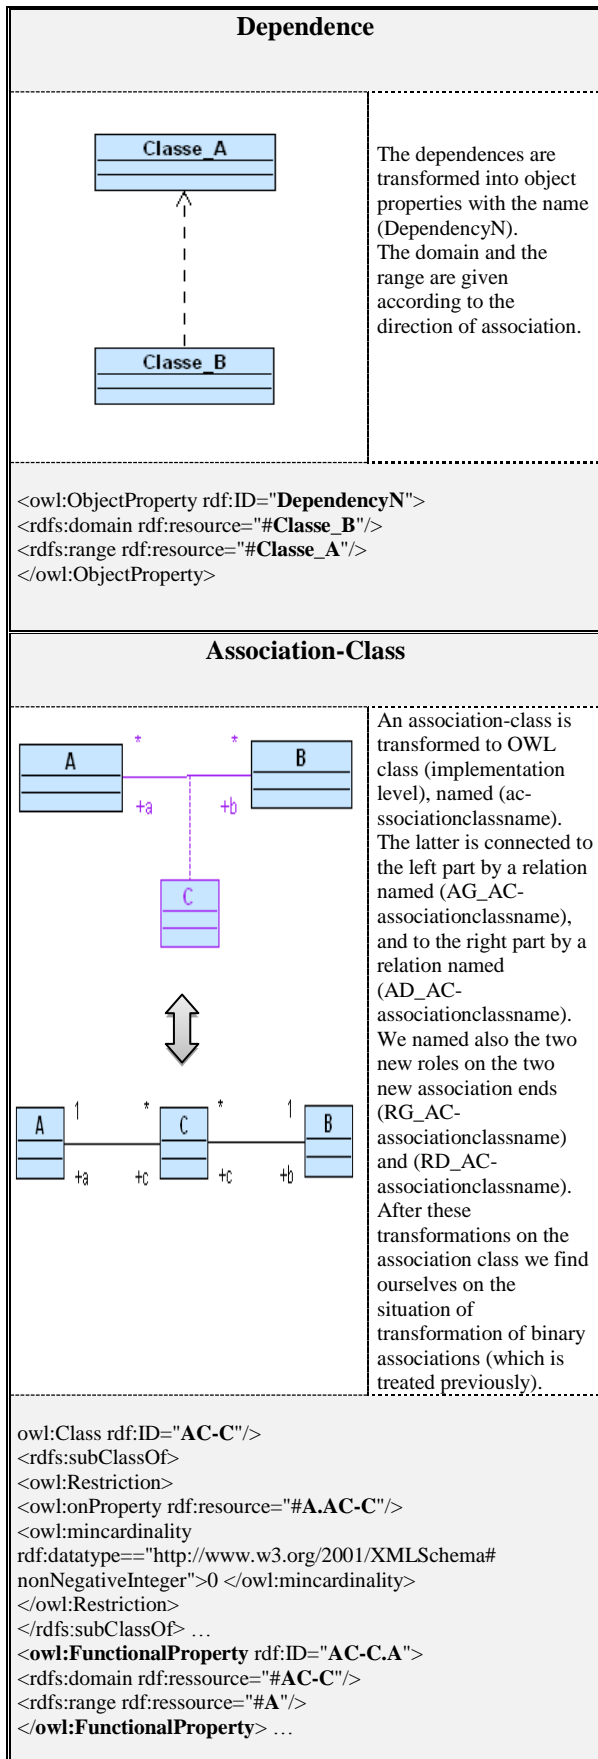 Dependence
Classe_A
Classe_B
The dependences are
transformed into object
properties with the name
(DependencyN).
The domain and the
range are given
according to the
direction of association.
<owl:ObjectProperty rdf:ID="DependencyN">
<rdfs:domain rdf:resource="#Classe_B"/>
<rdfs:range rdf:resource="#Classe_A"/>
</owl:ObjectProperty>
Association-Class
A * * B
+a +b
C
A 1 * C * 1 B
+a +c +c +b
An association-class is
transformed to OWL
class (implementation
level), named (ac-
ssociationclassname).
The latter is connected to
the left part by a relation
named (AG_AC-
associationclassname),
and to the right part by a
relation named
(AD_AC-
associationclassname).
We named also the two
new roles on the two
new association ends
(RG_AC-
associationclassname)
and (RD_AC-
associationclassname).
After these
transformations on the
association class we find
ourselves on the
situation of
transformation of binary
associations (which is
treated previously).
owl:Class rdf:ID="AC-C"/>
<rdfs:subClassOf>
<owl:Restriction>
<owl:onProperty rdf:resource="#A.AC-C"/>
<owl:mincardinality
rdf:datatype=="http://www.w3.org/2001/XMLSchema#
nonNegativeInteger">0 </owl:mincardinality>
</owl:Restriction>
</rdfs:subClassOf> …
<owl:FunctionalProperty rdf:ID="AC-C.A">
<rdfs:domain rdf:ressource="#AC-C"/>
<rdfs:range rdf:ressource="#A"/>
</owl:FunctionalProperty> …